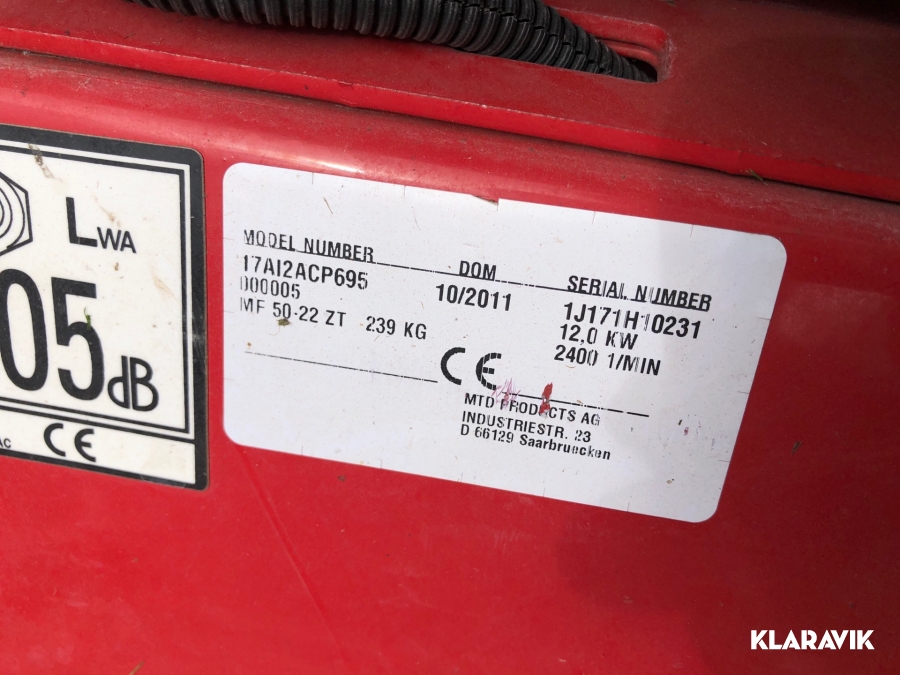 LWA
05dB
AC CE
MODEL NUMBER DOM SERIAL NUMBER
17AI2ACP695 10/2011 1J171H10231
000005 12,0 KW
MF 50-22 ZT 239 KG 2400 1/MIN
CE
MTD PRODUCTS AG
INDUSTRIESTR. 23
D 66129 Saarbruecken
KLARAVIK